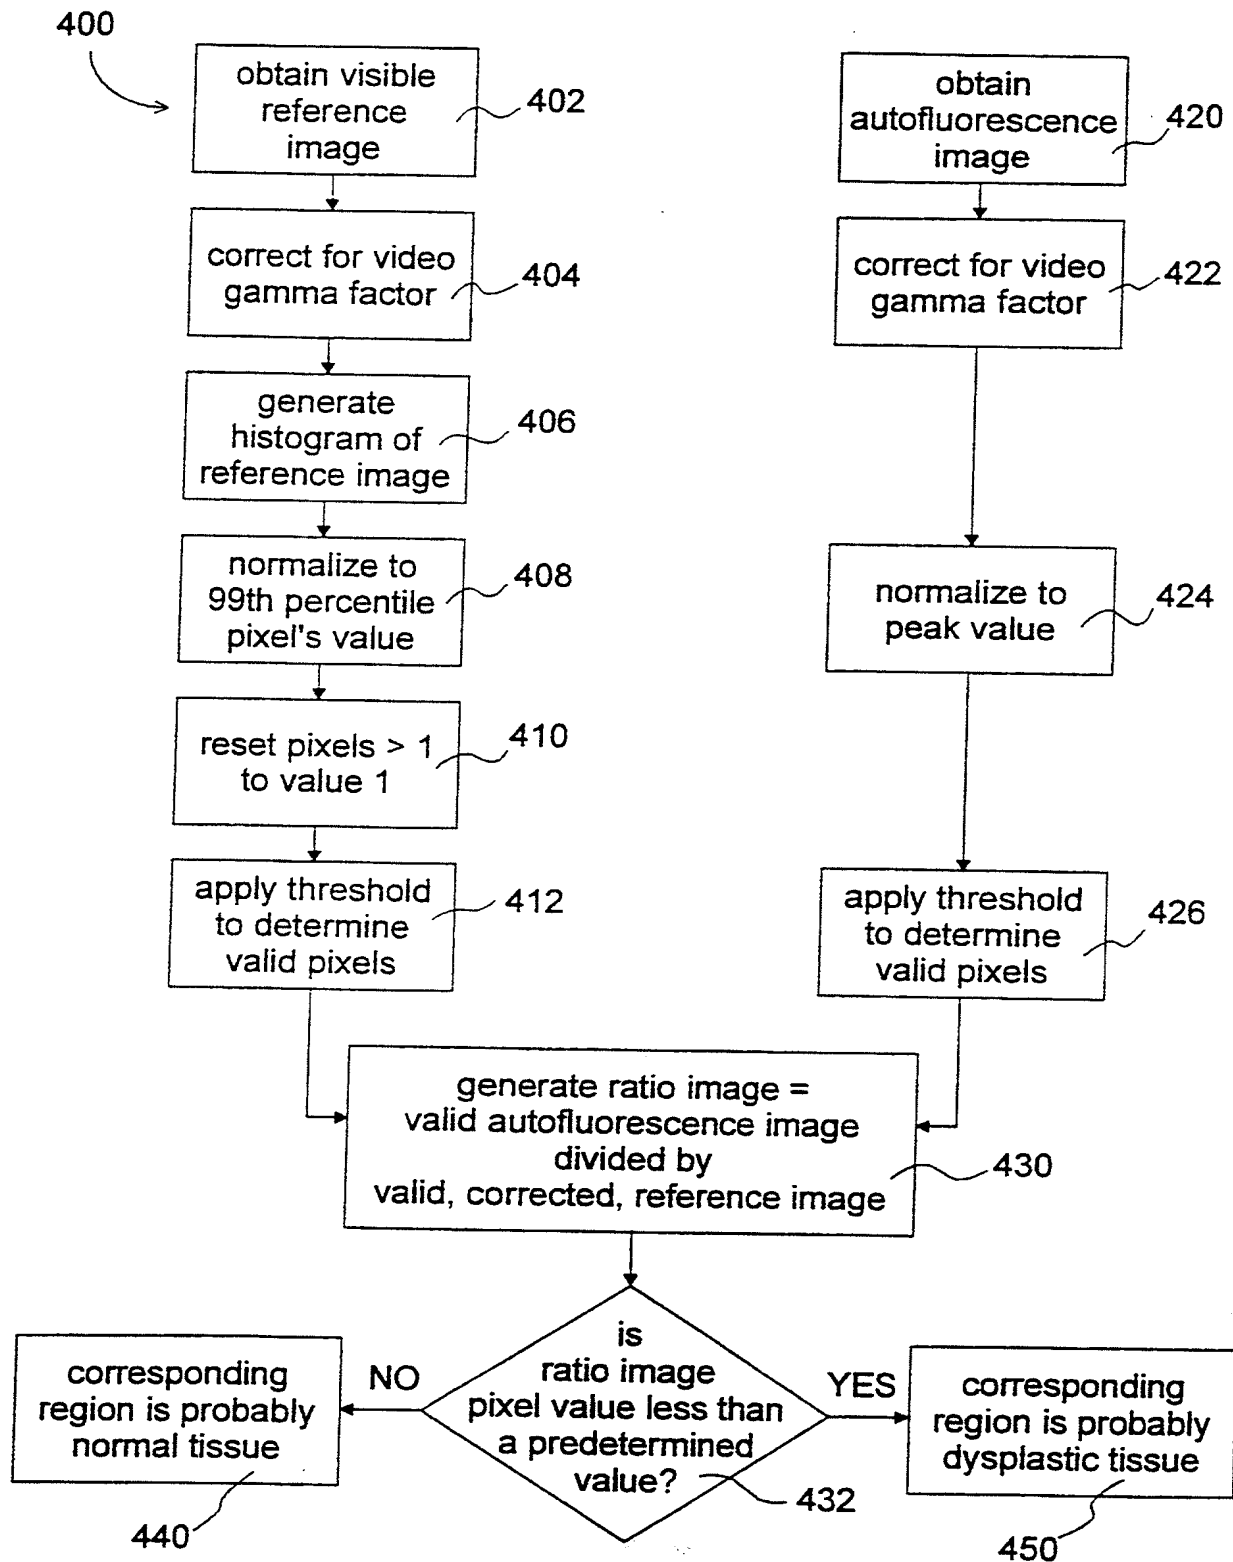 400
obtain visible
reference
image
402
correct for video
gamma factor
404
generate
histogram of
reference image
406
normalize to
99th percentile
pixel's value
408
reset pixels > 1
to value 1
410
apply threshold
to determine
valid pixels
412
obtain
autofluorescence
image
420
correct for video
gamma factor
422
normalize to
peak value
424
apply threshold
to determine
valid pixels
426
generate ratio image =
valid autofluorescence image
divided by
valid, corrected, reference image
430
is
ratio image
pixel value less than
a predetermined
value?
432
NO
corresponding
region is probably
normal tissue
440
YES
corresponding
region is probably
dysplastic tissue
450